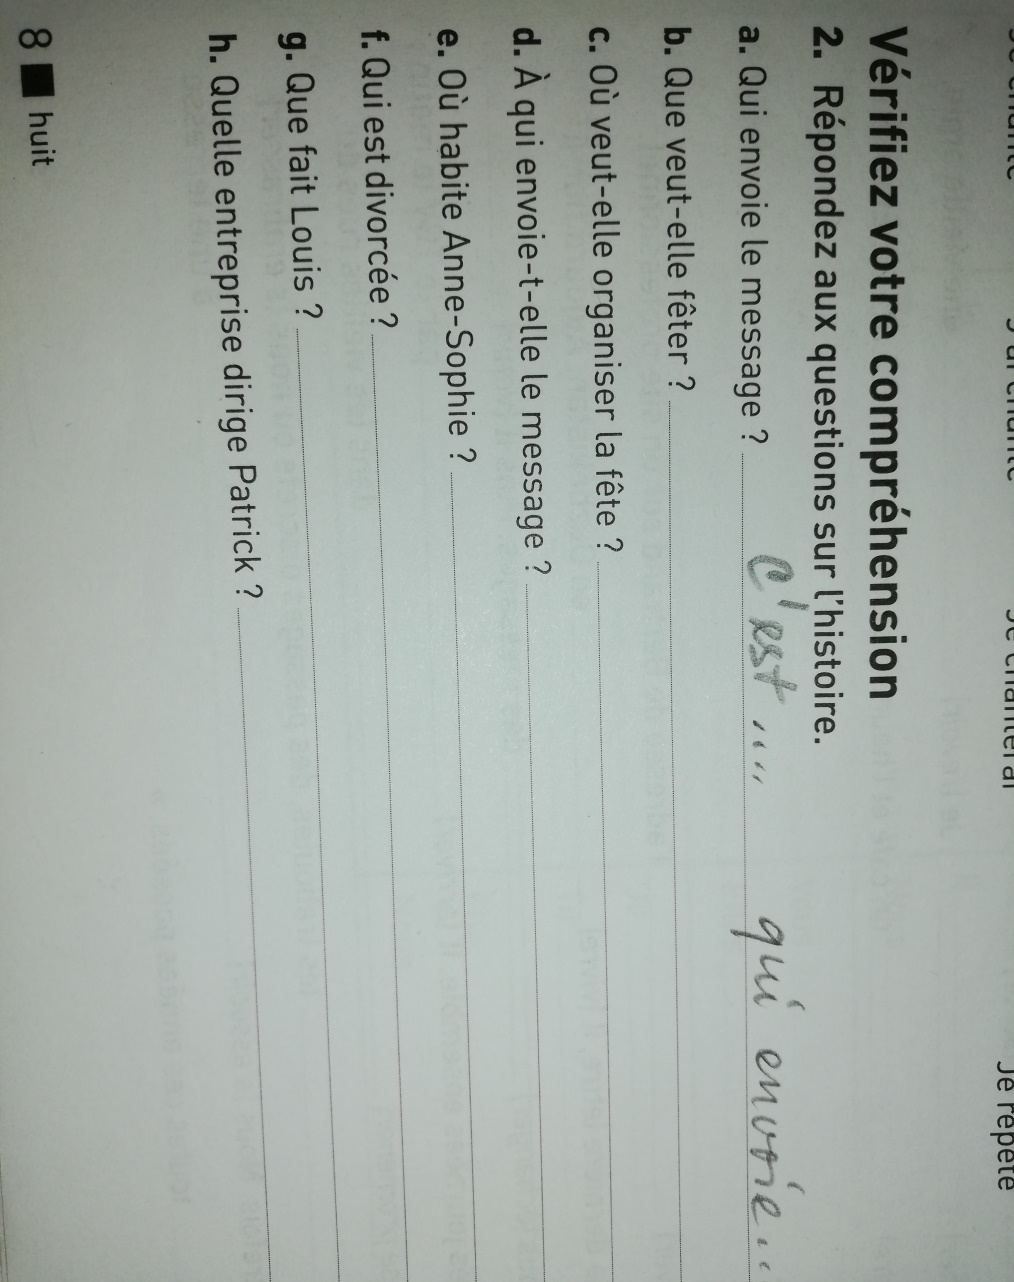 Je chanterai
Je répète
Vérifiez votre compréhension
2. Répondez aux questions sur l'histoire.
a. Qui envoie le message ? c'est .... qui envoie ..
b. Que veut-elle fêter ?
c. Où veut-elle organiser la fête ?
d. À qui envoie-t-elle le message ?
e. Où habite Anne-Sophie ?
f. Qui est divorcée ?
g. Que fait Louis ?
h. Quelle entreprise dirige Patrick ?
8 ■ huit